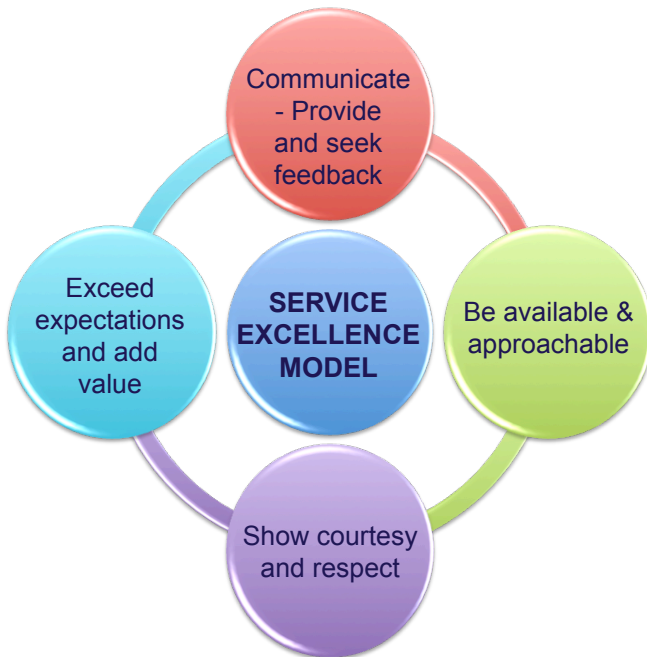 Communicate
- Provide
and seek
feedback
Exceed
expectations
and add
value
SERVICE
EXCELLENCE
MODEL
Be available &
approachable
Show courtesy
and respect